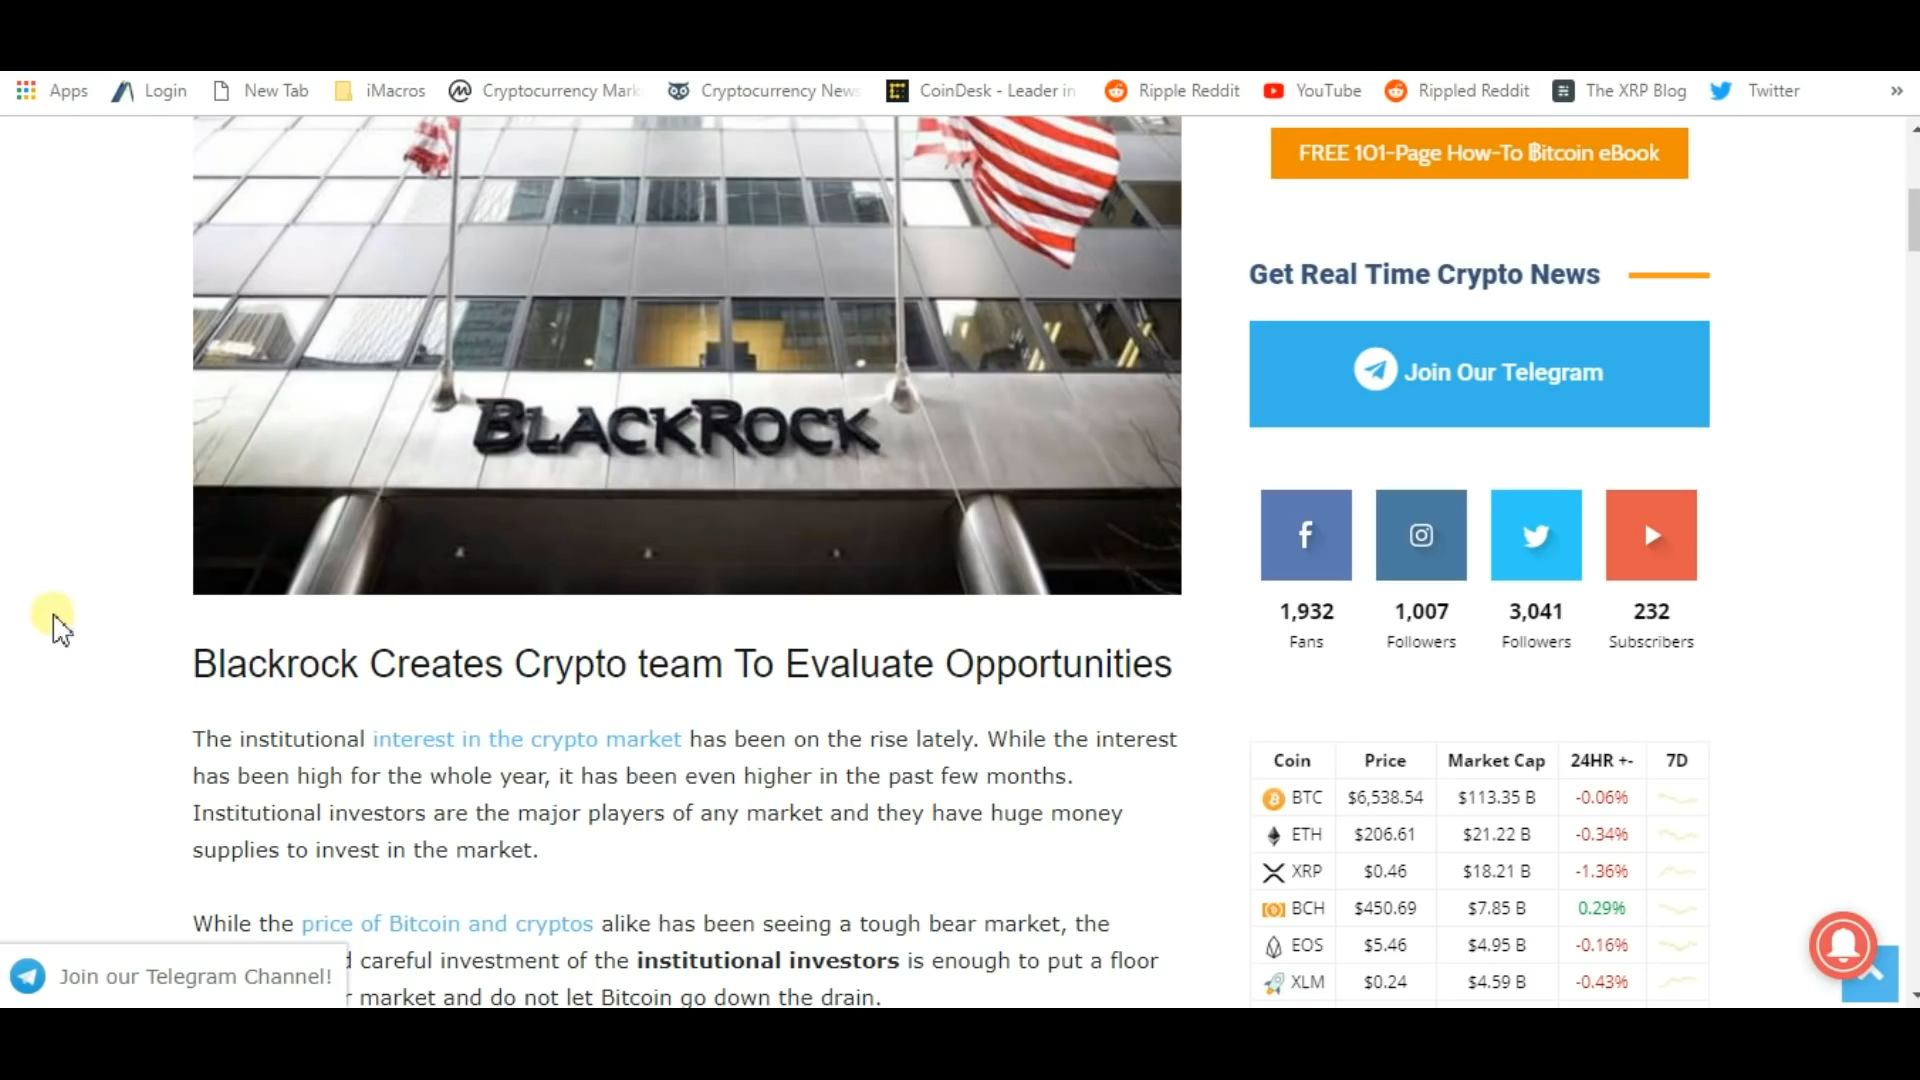 Apps Login New Tab iMacros Cryptocurrency Mark Cryptocurrency News CoinDesk - Leader in Ripple Reddit YouTube Rippled Reddit The XRP Blog Twitter »
BLACKROCK
Blackrock Creates Crypto team To Evaluate Opportunities
The institutional interest in the crypto market has been on the rise lately. While the interest
has been high for the whole year, it has been even higher in the past few months.
Institutional investors are the major players of any market and they have huge money
supplies to invest in the market.
While the price of Bitcoin and cryptos alike has been seeing a tough bear market, the
careful investment of the institutional investors is enough to put a floor
market and do not let Bitcoin go down the drain.
Join our Telegram Channel!
FREE 101-Page How-To ฿itcoin eBook
Get Real Time Crypto News
Join Our Telegram
1,932 1,007 3,041 232
Fans Followers Followers Subscribers
Coin Price Market Cap 24HR +- 7D
BTC $6,538.54 $113.35 B -0.06%
ETH $206.61 $21.22 B -0.34%
XRP $0.46 $18.21 B -1.36%
BCH $450.69 $7.85 B 0.29%
EOS $5.46 $4.95 B -0.16%
XLM $0.24 $4.59 B -0.43%